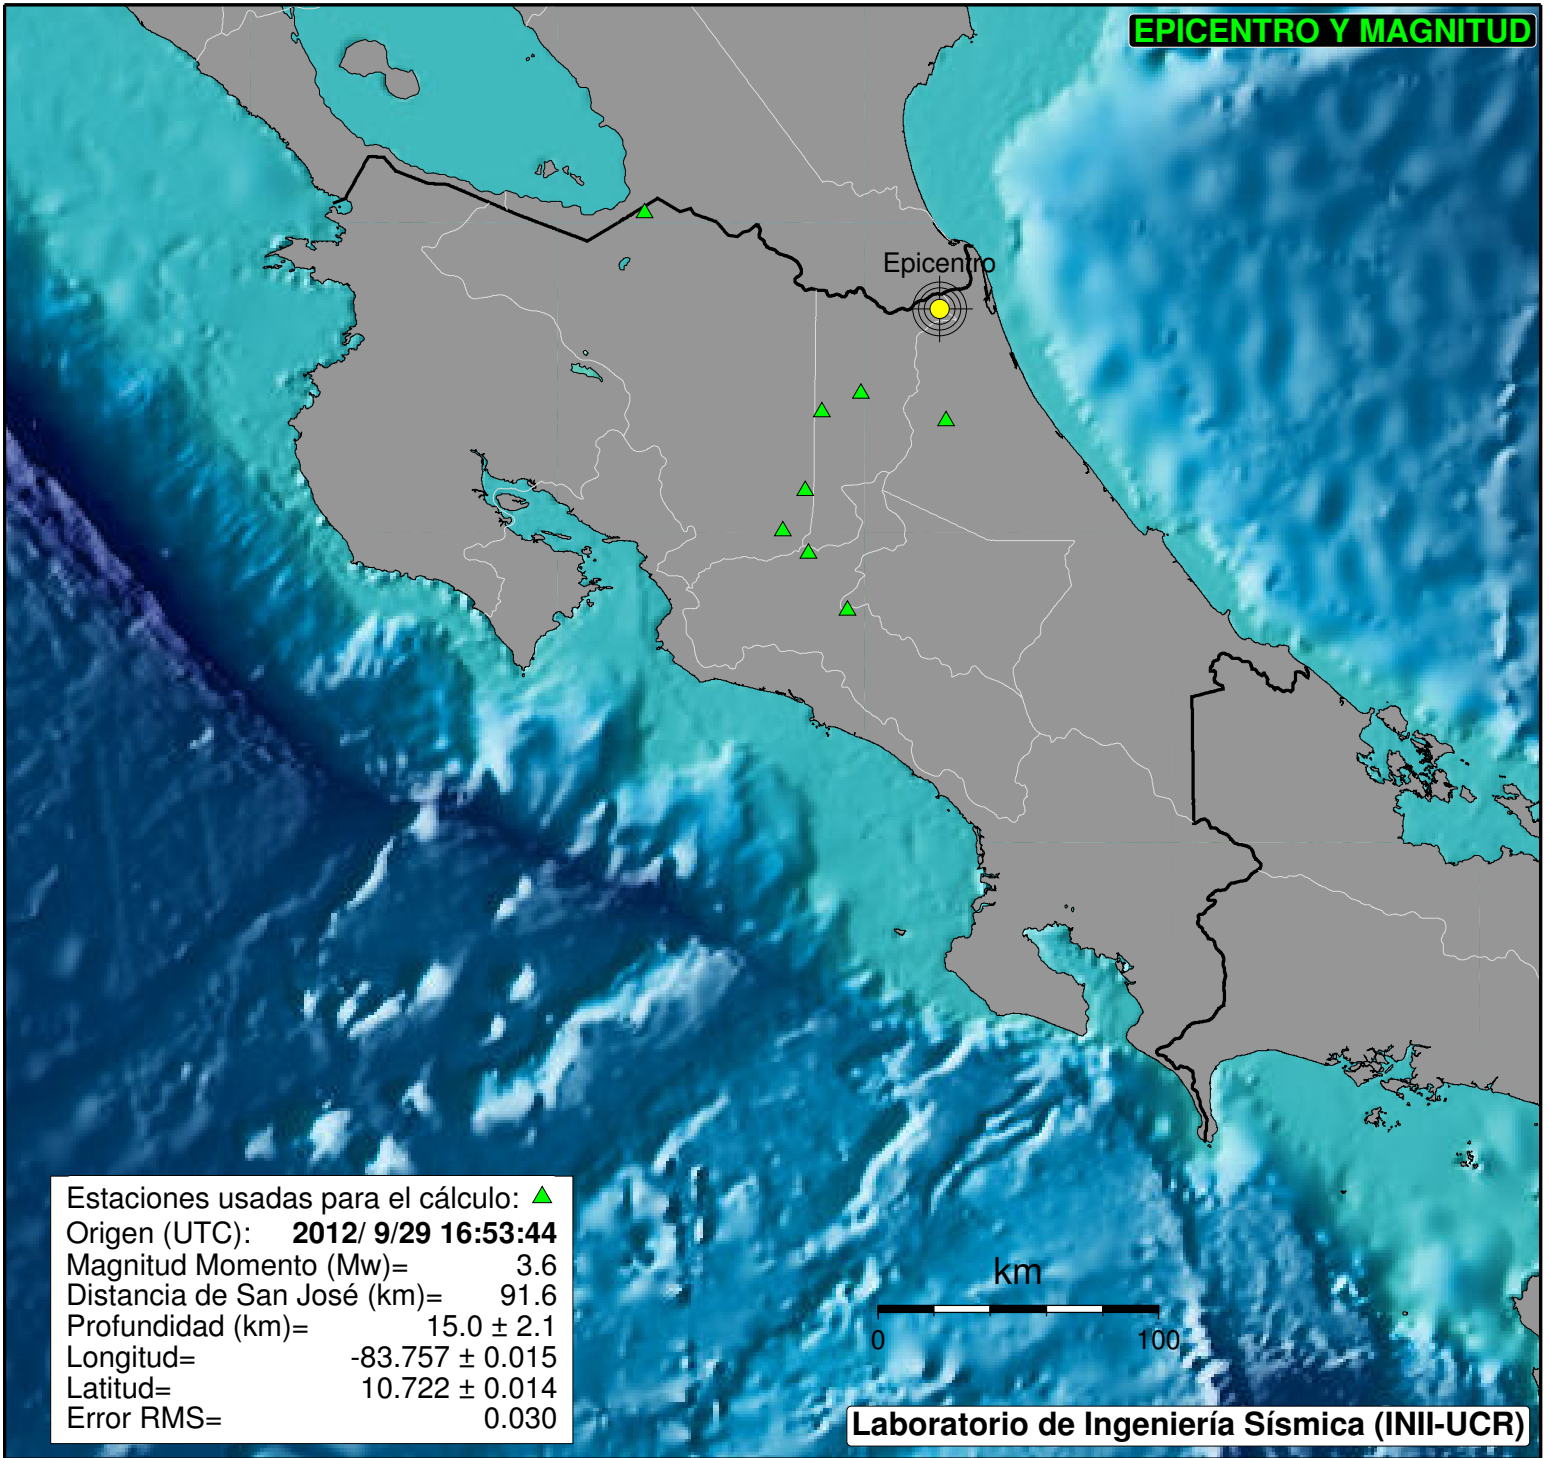 EPICENTRO Y MAGNITUD
Epicentro
Estaciones usadas para el cálculo:
Origen (UTC): 2012/ 9/29 16:53:44
Magnitud Momento (Mw)= 3.6
Distancia de San José (km)= 91.6
Profundidad (km)= 15.0 ± 2.1
Longitud= -83.757 ± 0.015
Latitud= 10.722 ± 0.014
Error RMS= 0.030
km
0 100
Laboratorio de Ingeniería Sísmica (INII-UCR)